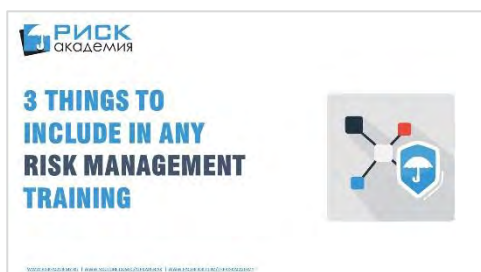 РИСК
академия
3 THINGS TO
INCLUDE IN ANY
RISK MANAGEMENT
TRAINING